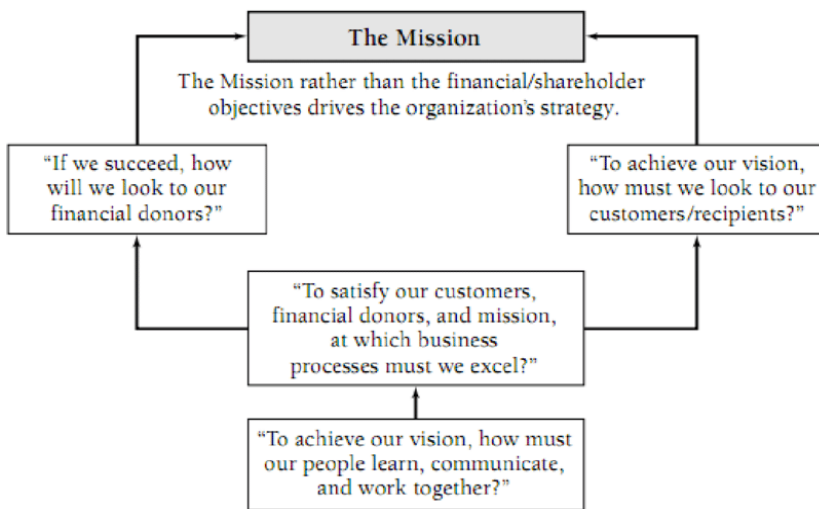 The Mission
The Mission rather than the financial/shareholder
objectives drives the organization’s strategy.
“If we succeed, how
will we look to our
financial donors?”
“To achieve our vision,
how must we look to our
customers/recipients?”
“To satisfy our customers,
financial donors, and mission,
at which business
processes must we excel?”
“To achieve our vision, how must
our people learn, communicate,
and work together?”